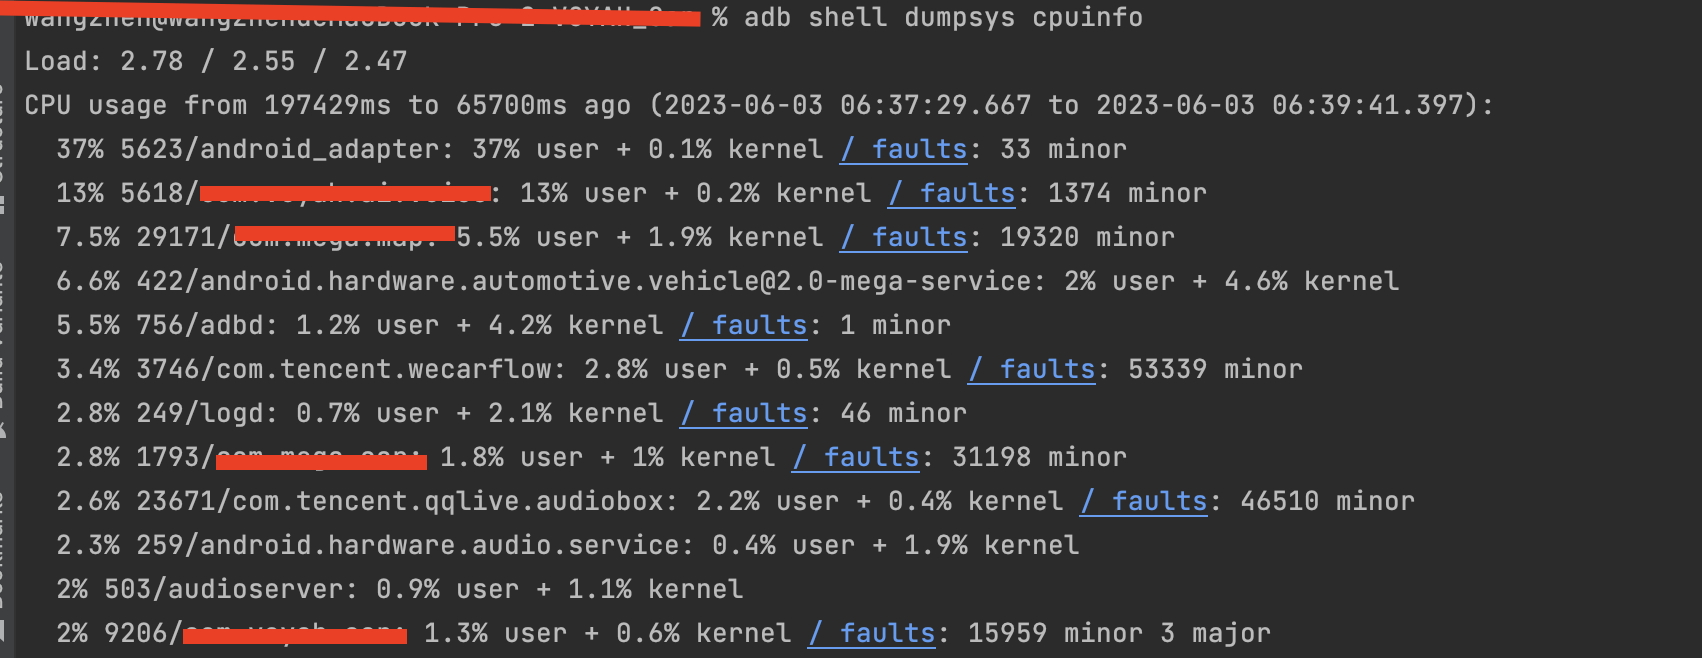 % adb shell dumpsys cpuinfo
Load: 2.78 / 2.55 / 2.47
CPU usage from 197429ms to 65700ms ago (2023-06-03 06:37:29.667 to 2023-06-03 06:39:41.397):
37% 5623/android_adapter: 37% user + 0.1% kernel / faults: 33 minor
13% 5618/ : 13% user + 0.2% kernel / faults: 1374 minor
7.5% 29171/ 5.5% user + 1.9% kernel / faults: 19320 minor
6.6% 422/android.hardware.automotive.vehicle@2.0-mega-service: 2% user + 4.6% kernel
5.5% 756/adbd: 1.2% user + 4.2% kernel / faults: 1 minor
3.4% 3746/com.tencent.wecarflow: 2.8% user + 0.5% kernel / faults: 53339 minor
2.8% 249/logd: 0.7% user + 2.1% kernel / faults: 46 minor
2.8% 1793/ 1.8% user + 1% kernel / faults: 31198 minor
2.6% 23671/com.tencent.qqlive.audiobox: 2.2% user + 0.4% kernel / faults: 46510 minor
2.3% 259/android.hardware.audio.service: 0.4% user + 1.9% kernel
2% 503/audioserver: 0.9% user + 1.1% kernel
2% 9206/ 1.3% user + 0.6% kernel / faults: 15959 minor 3 major